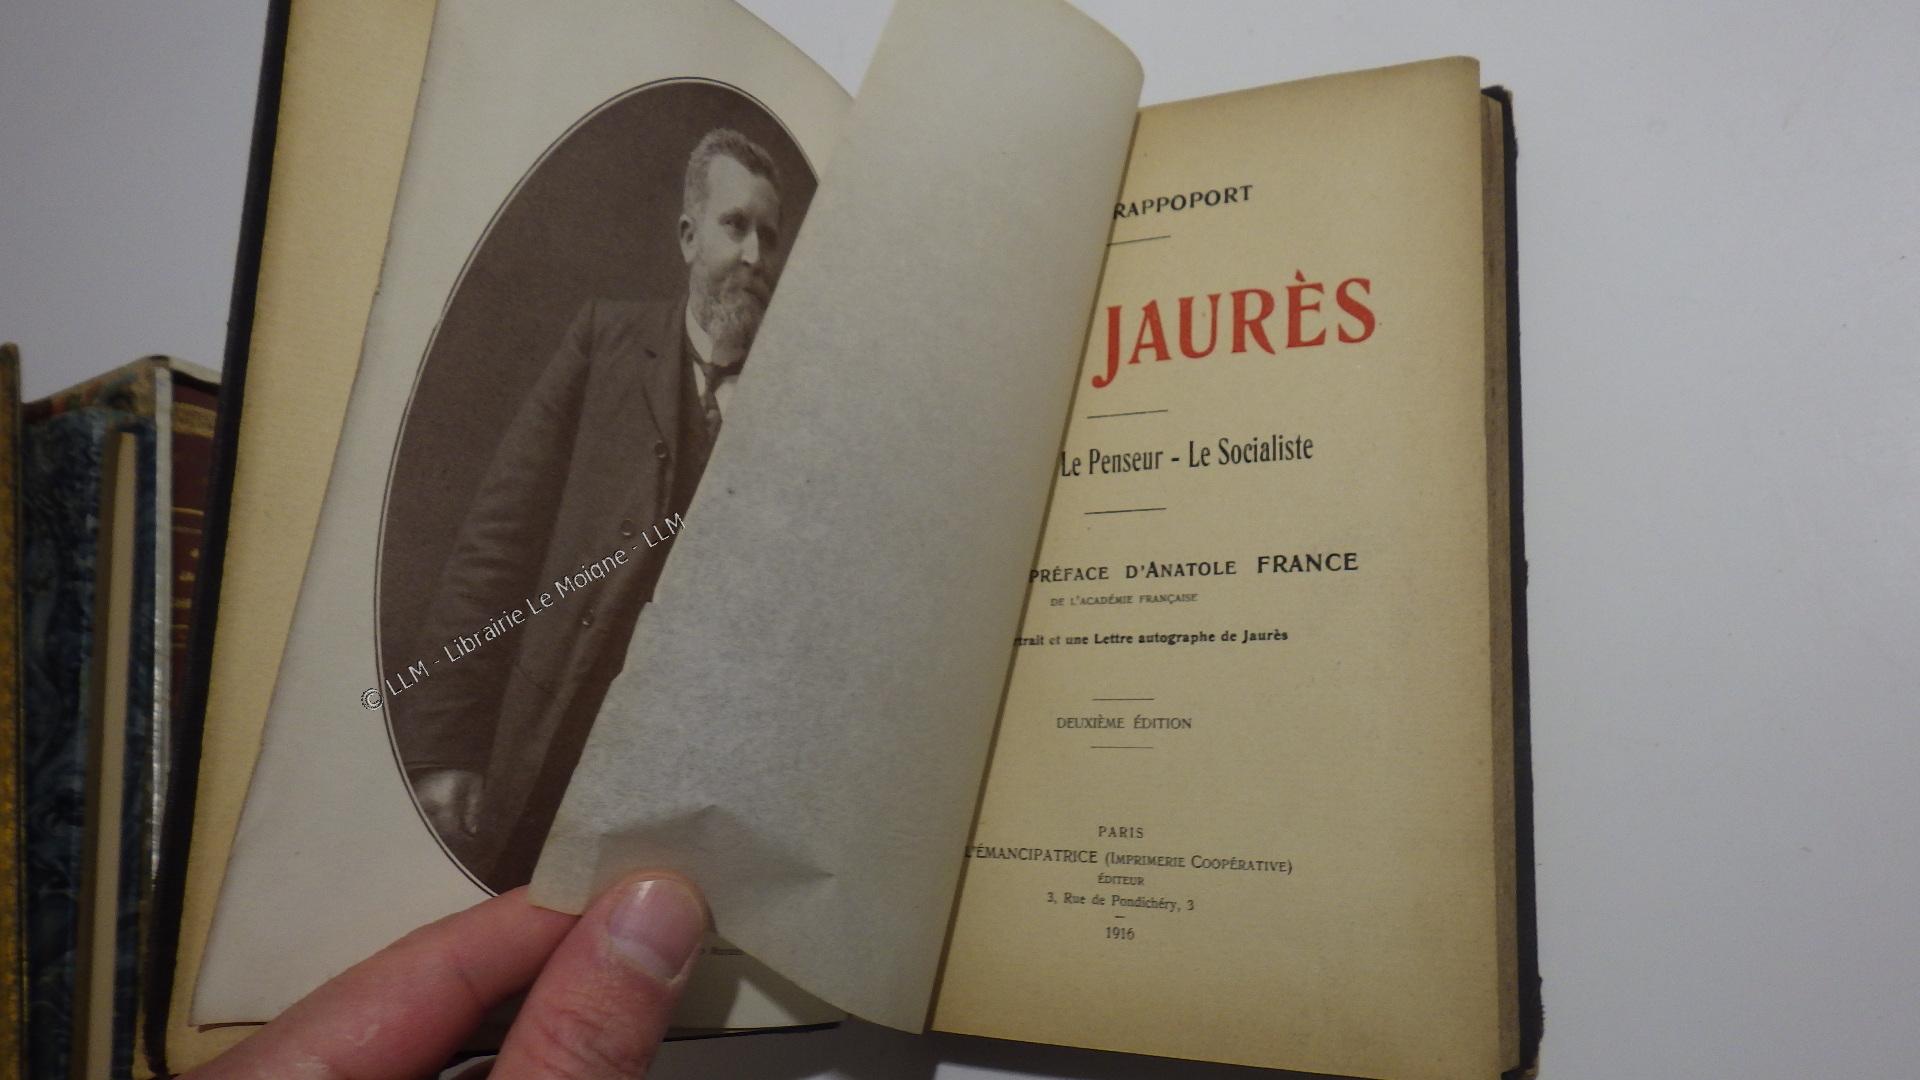 RAPPOPORT
JAURÈS
Le Penseur - Le Socialiste
PRÉFACE D'ANATOLE FRANCE
DE L'ACADÉMIE FRANÇAISE
et une Lettre autographe de Jaurès
DEUXIÈME ÉDITION
PARIS
L'ÉMANCIPATRICE (IMPRIMERIE COOPÉRATIVE)
ÉDITEUR
3, Rue de Pondichéry, 3
1916
© LLM - Librairie Le Moigne - LLM